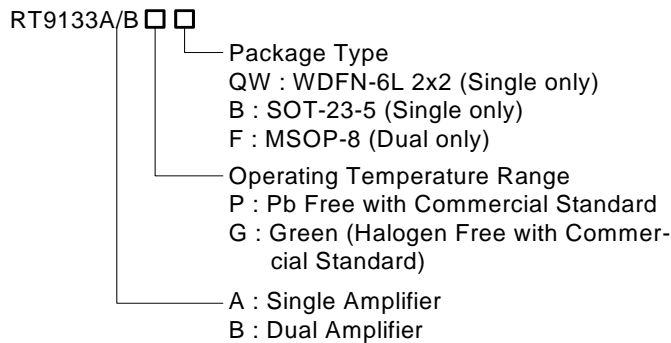 RT9133A/B
Package Type
QW : WDFN-6L 2x2 (Single only)
B : SOT-23-5 (Single only)
F : MSOP-8 (Dual only)
Operating Temperature Range
P : Pb Free with Commercial Standard
G : Green (Halogen Free with Commer-
cial Standard)
A : Single Amplifier
B : Dual Amplifier